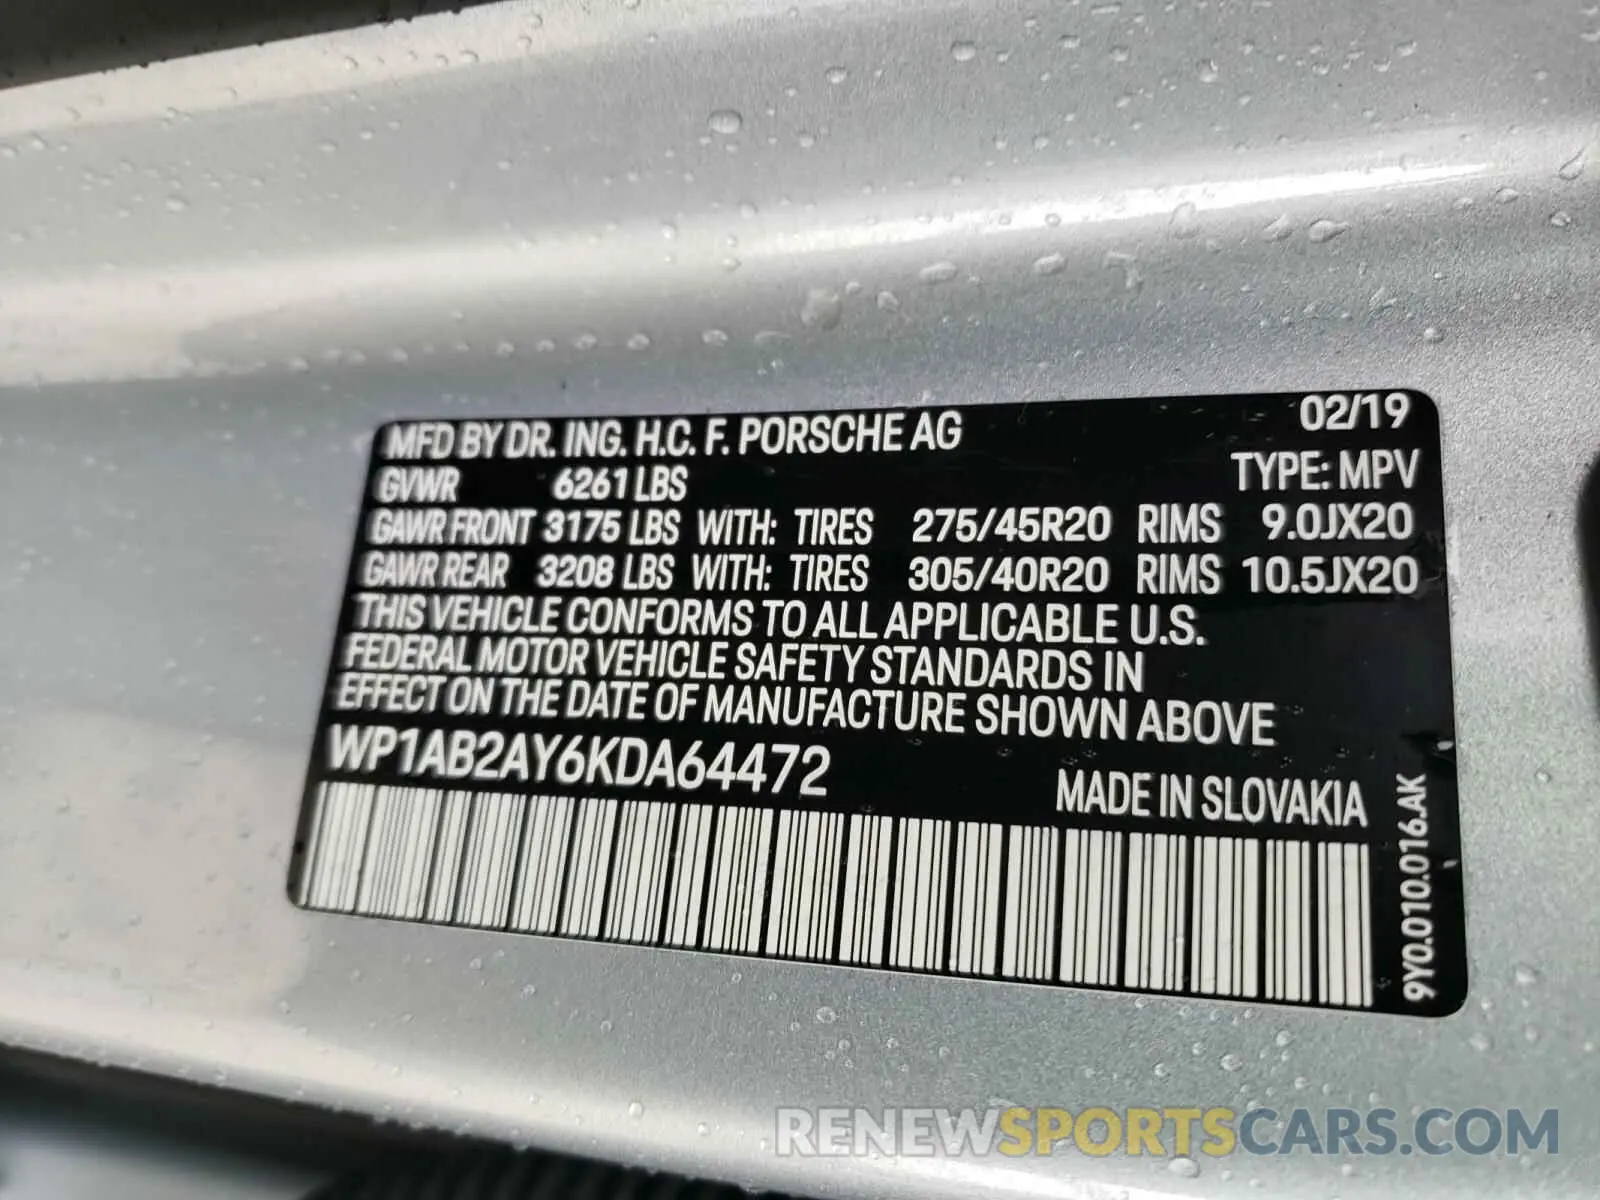 MFD BY DR. ING. H.C. F. PORSCHE AG 02/19
GVWR 6261 LBS TYPE: MPV
GAWR FRONT 3175 LBS WITH: TIRES 275/45R20 RIMS 9.0JX20
GAWR REAR 3208 LBS WITH: TIRES 305/40R20 RIMS 10.5JX20
THIS VEHICLE CONFORMS TO ALL APPLICABLE U.S.
FEDERAL MOTOR VEHICLE SAFETY STANDARDS IN
EFFECT ON THE DATE OF MANUFACTURE SHOWN ABOVE
WP1AB2AY6KDA64472
MADE IN SLOVAKIA
9Y0.010.016.AK
RENEWSPORTSCARS.COM